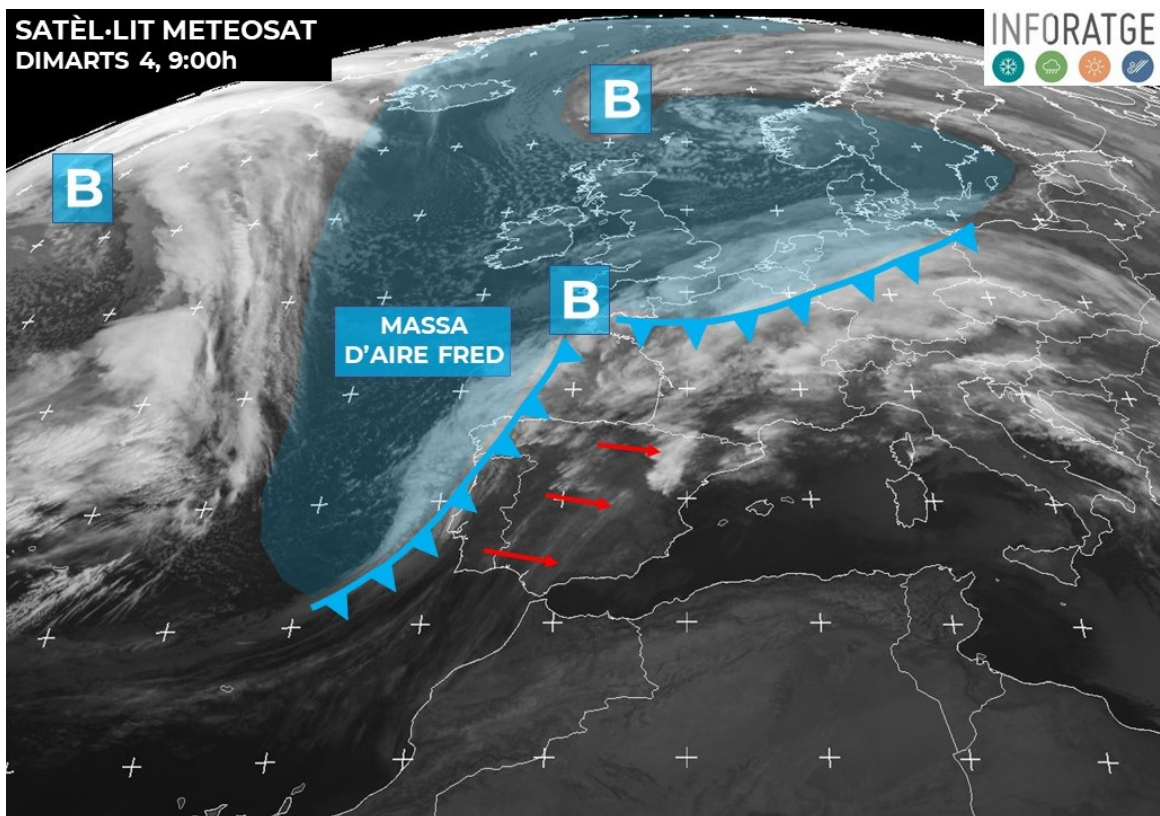 SATÈL·LIT METEOSAT
DIMARTS 4, 9:00h
INFORATGE
B
B
B
MASSA
D'AIRE FRED